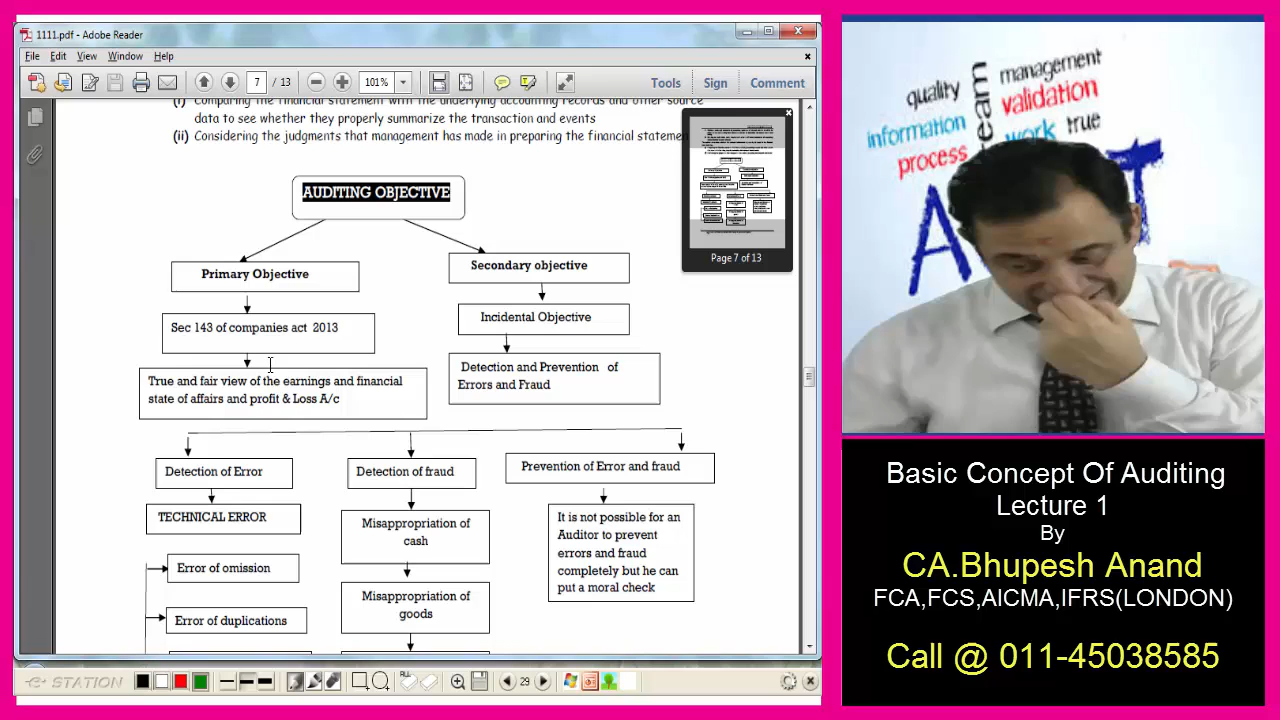 1111.pdf - Adobe Reader
File Edit View Window Help
7 / 13
101%
Tools Sign Comment
(i) Comparing the financial statement with the underlying accounting records and other source
data to see whether they properly summarize the transaction and events
(ii) Considering the judgments that management has made in preparing the financial statement
AUDITING OBJECTIVE
Primary Objective
Secondary objective
Sec 143 of companies act 2013
Incidental Objective
True and fair view of the earnings and financial
state of affairs and profit & Loss A/c
Detection and Prevention of
Errors and Fraud
Detection of Error
Detection of fraud
Prevention of Error and fraud
TECHNICAL ERROR
Misappropriation of
cash
It is not possible for an
Auditor to prevent
errors and fraud
completely but he can
put a moral check
Error of omission
Misappropriation of
goods
Error of duplications
Page 7 of 13
e-STATION
29
quality
management
information
validation
process
work
true
Basic Concept Of Auditing
Lecture 1
By
CA.Bhupesh Anand
FCA,FCS,AICMA,IFRS(LONDON)
Call @ 011-45038585